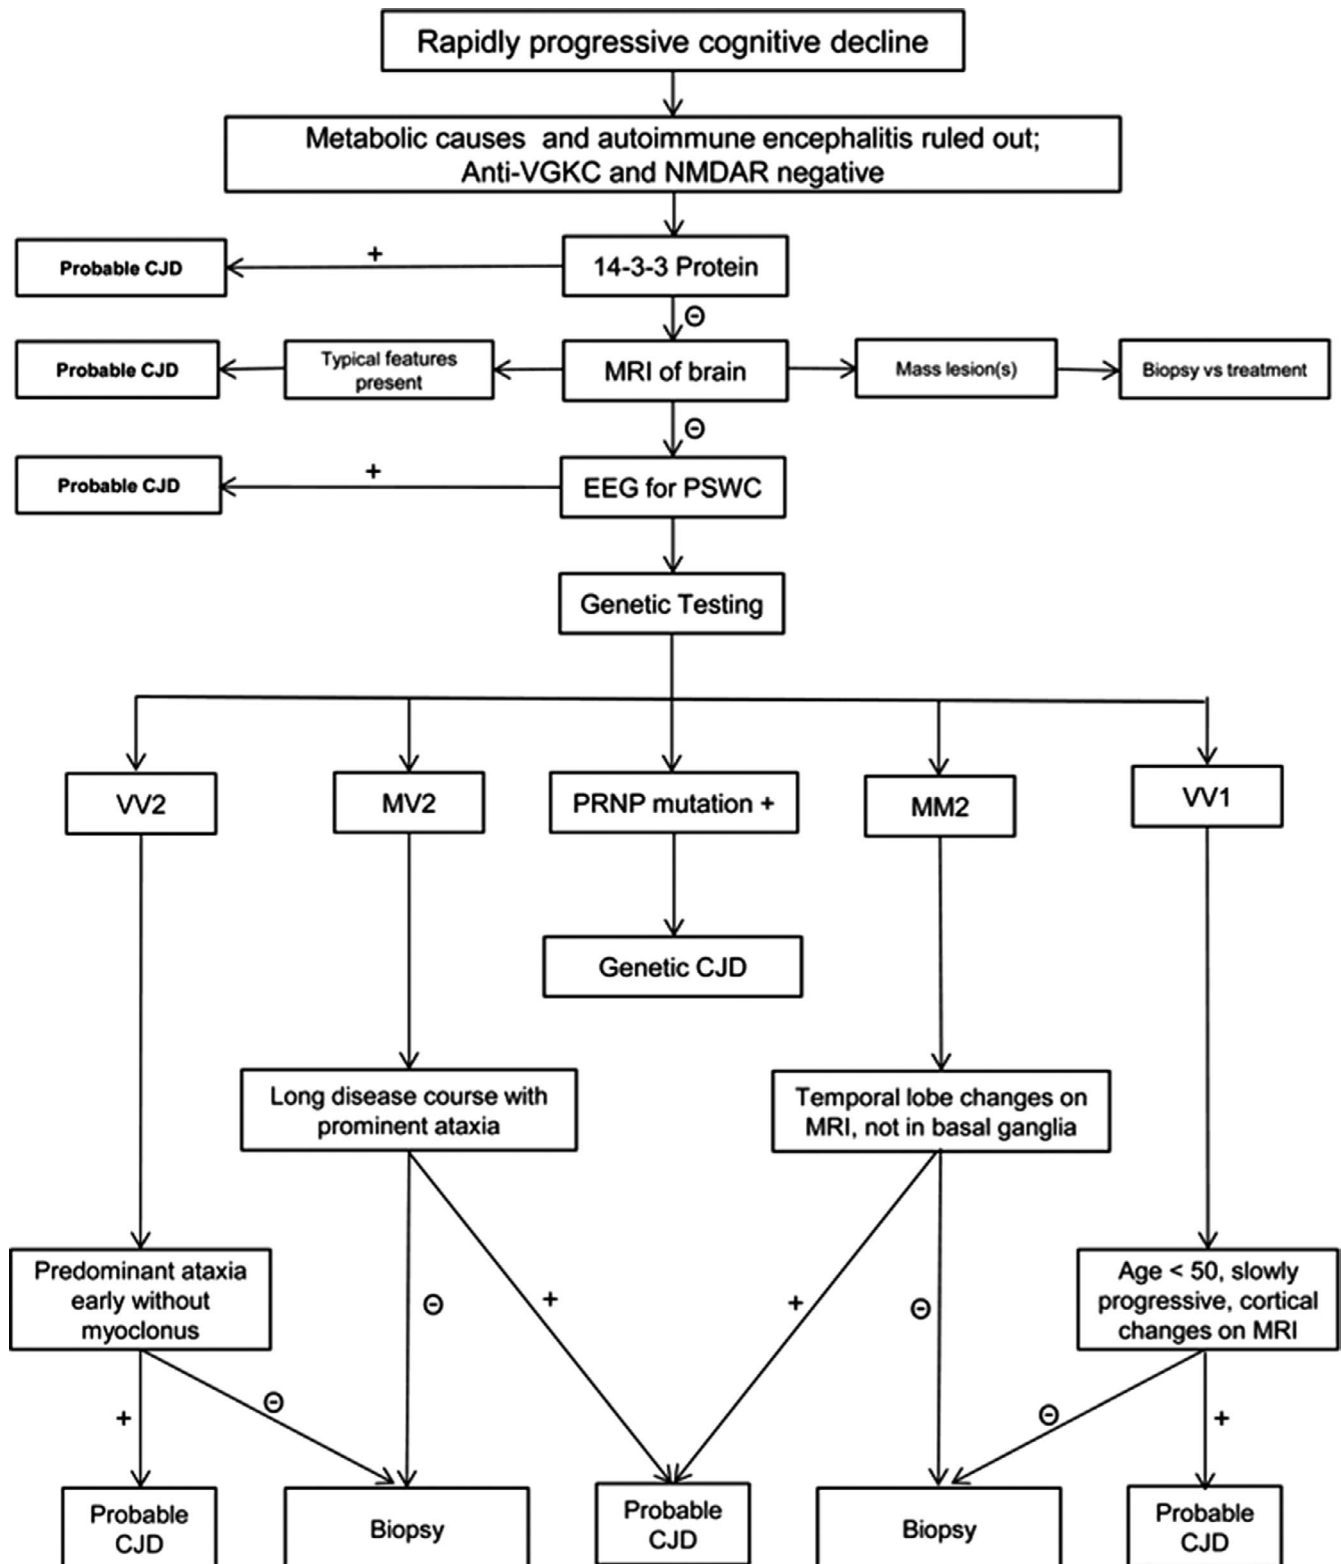 Rapidly progressive cognitive decline
Metabolic causes and autoimmune encephalitis ruled out;
Anti-VGKC and NMDAR negative
Probable CJD
+
14-3-3 Protein
⊖
Probable CJD
Typical features
present
MRI of brain
Mass lesion(s)
Biopsy vs treatment
⊖
Probable CJD
+
EEG for PSWC
Genetic Testing
VV2
MV2
PRNP mutation +
MM2
VV1
Genetic CJD
Long disease course with
prominent ataxia
Temporal lobe changes on
MRI, not in basal ganglia
Predominant ataxia
early without
myoclonus
⊖
+
+
⊖
Age < 50, slowly
progressive, cortical
changes on MRI
+
⊖
⊖
+
Probable
CJD
Biopsy
Probable
CJD
Biopsy
Probable
CJD